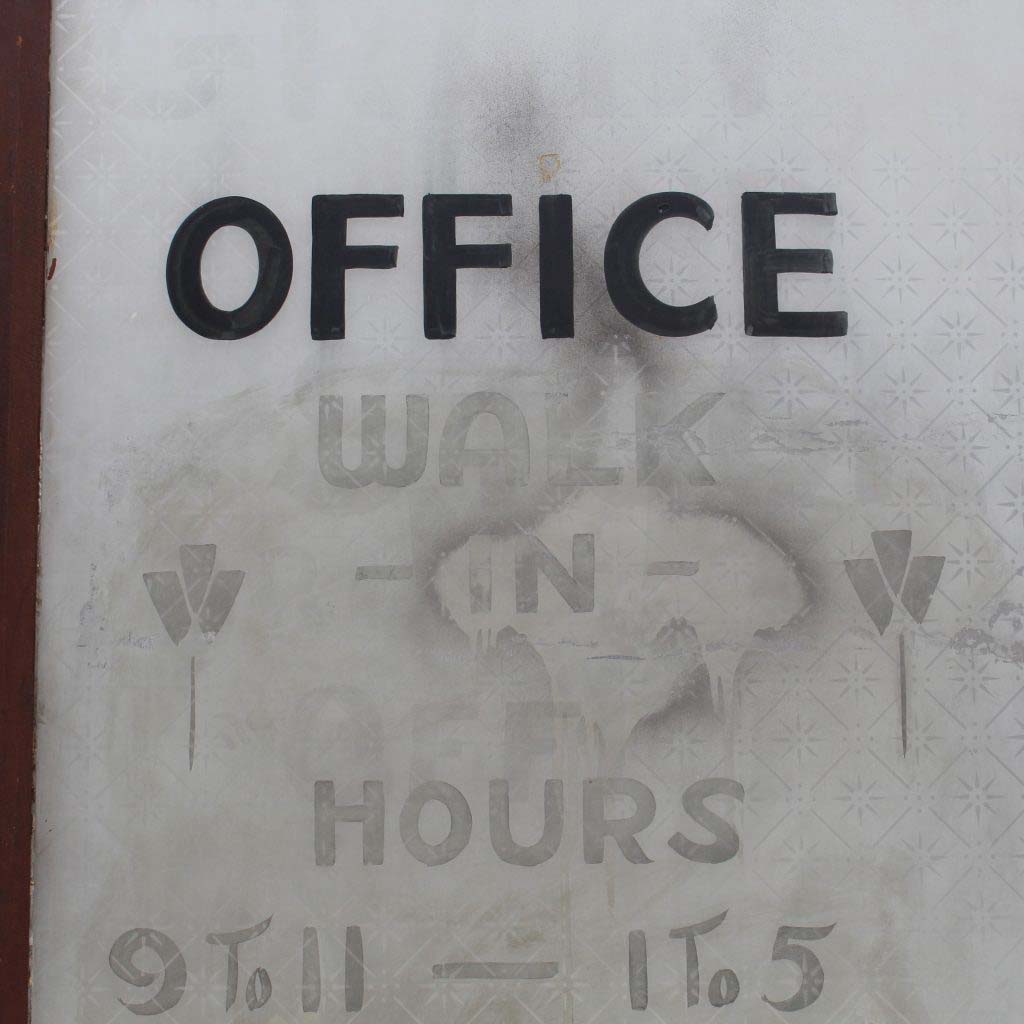 OFFICE
WALK
- IN -
HOURS
9 To 11 — 1 To 5